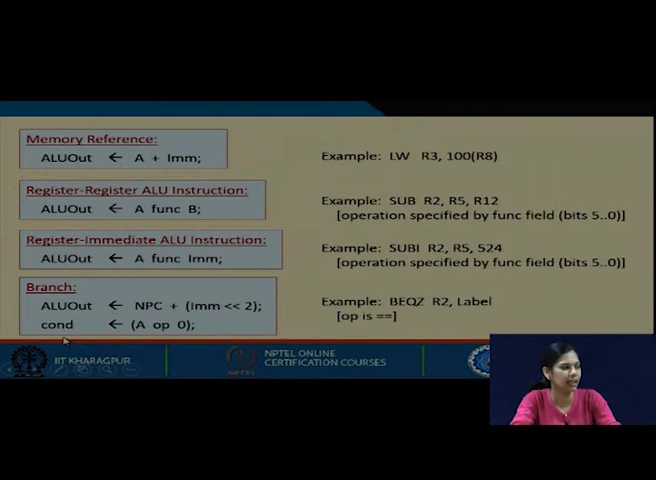 Memory Reference:
ALUOut ← A + Imm;
Example: LW R3, 100(R8)
Register-Register ALU Instruction:
ALUOut ← A func B;
Example: SUB R2, R5, R12
[operation specified by func field (bits 5..0)]
Register-Immediate ALU Instruction:
ALUOut ← A func Imm;
Example: SUBI R2, R5, 524
[operation specified by func field (bits 5..0)]
Branch:
ALUOut ← NPC + (Imm << 2);
cond ← (A op 0);
Example: BEQZ R2, Label
[op is ==]
IIT KHARAGPUR
NPTEL
NPTEL ONLINE
CERTIFICATION COURSES